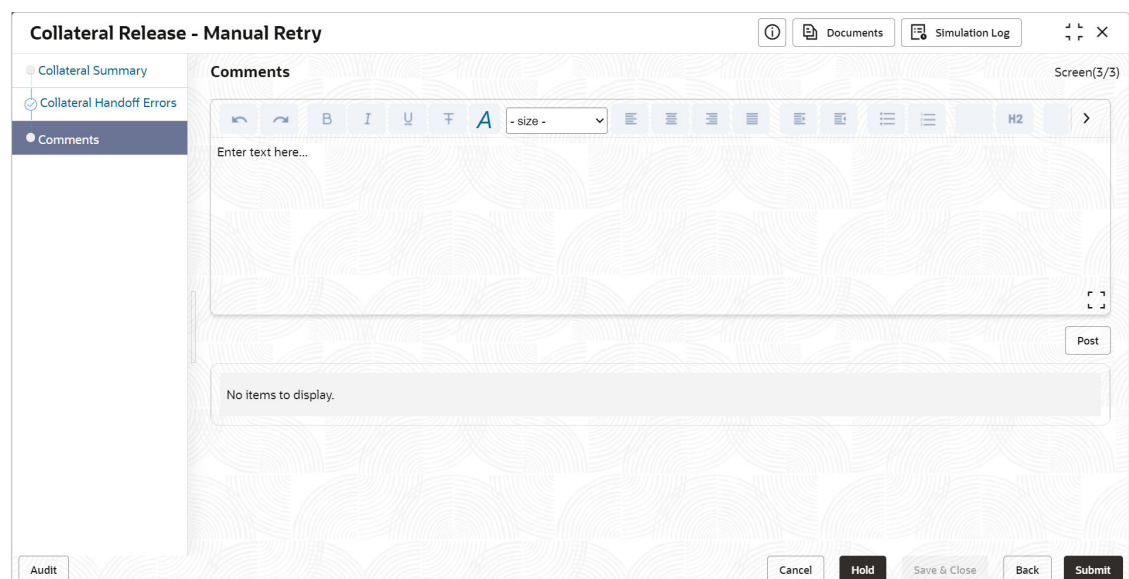 Collateral Release - Manual Retry
Documents
Simulation Log
Collateral Summary
Collateral Handoff Errors
Comments
Comments
Screen(3/3)
B I U T A - size - H2
Enter text here...
Post
No items to display.
Audit
Cancel
Hold
Save & Close
Back
Submit